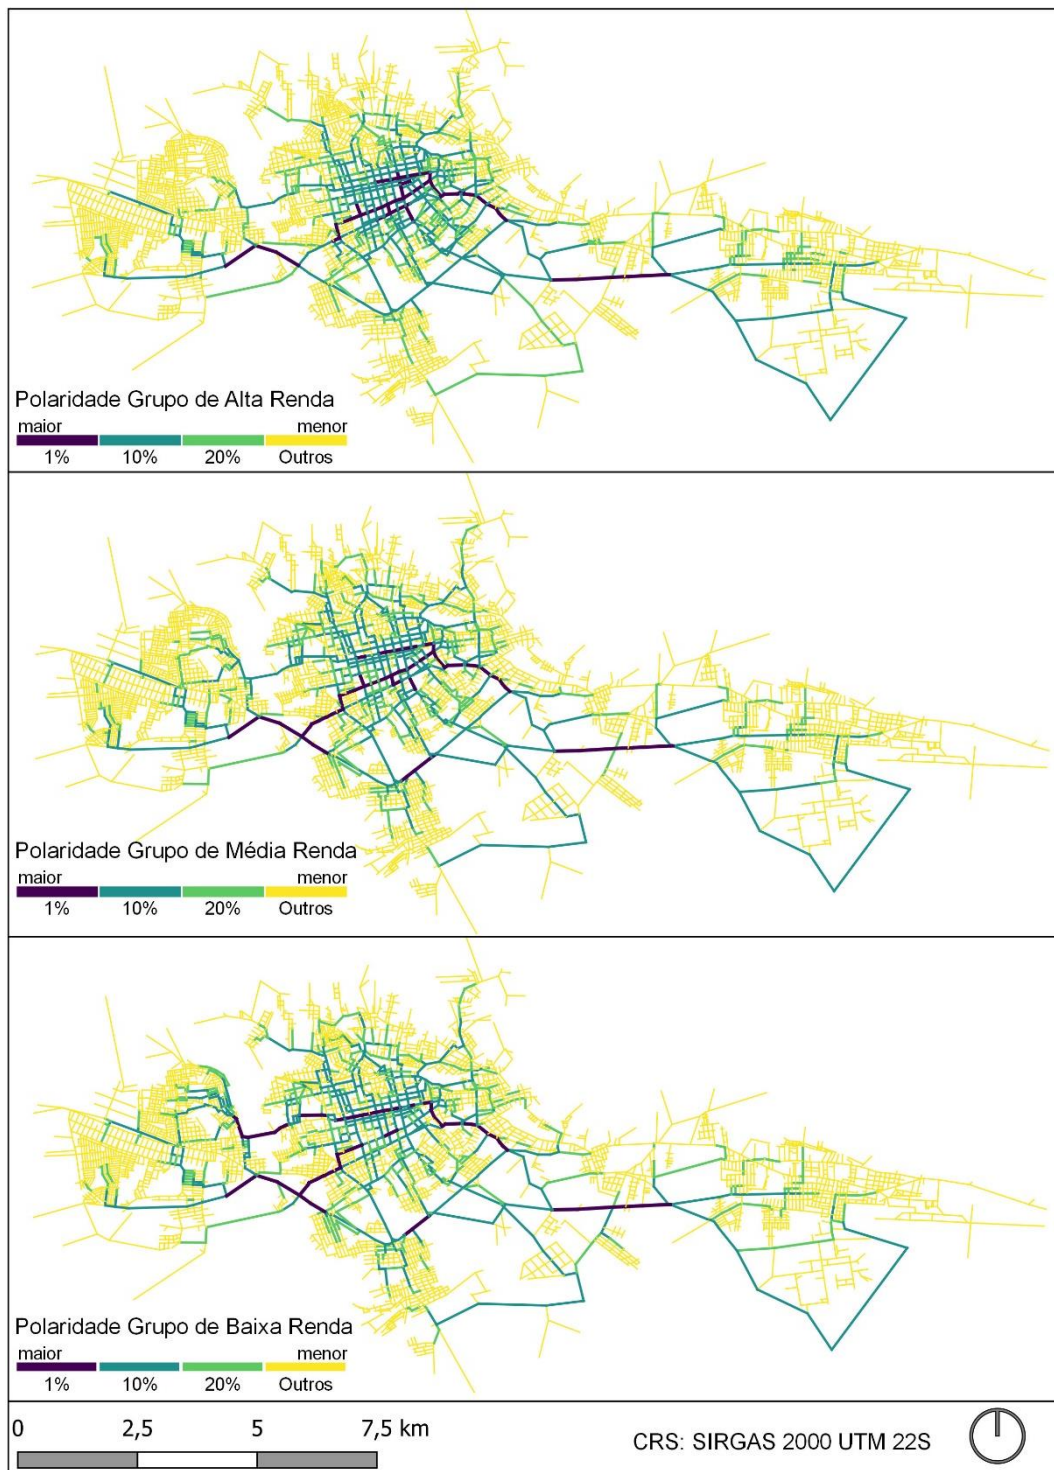 Polaridade Grupo de Alta Renda
maior menor
1% 10% 20% Outros
Polaridade Grupo de Média Renda
maior menor
1% 10% 20% Outros
Polaridade Grupo de Baixa Renda
maior menor
1% 10% 20% Outros
0 2,5 5 7,5 km
CRS: SIRGAS 2000 UTM 22S